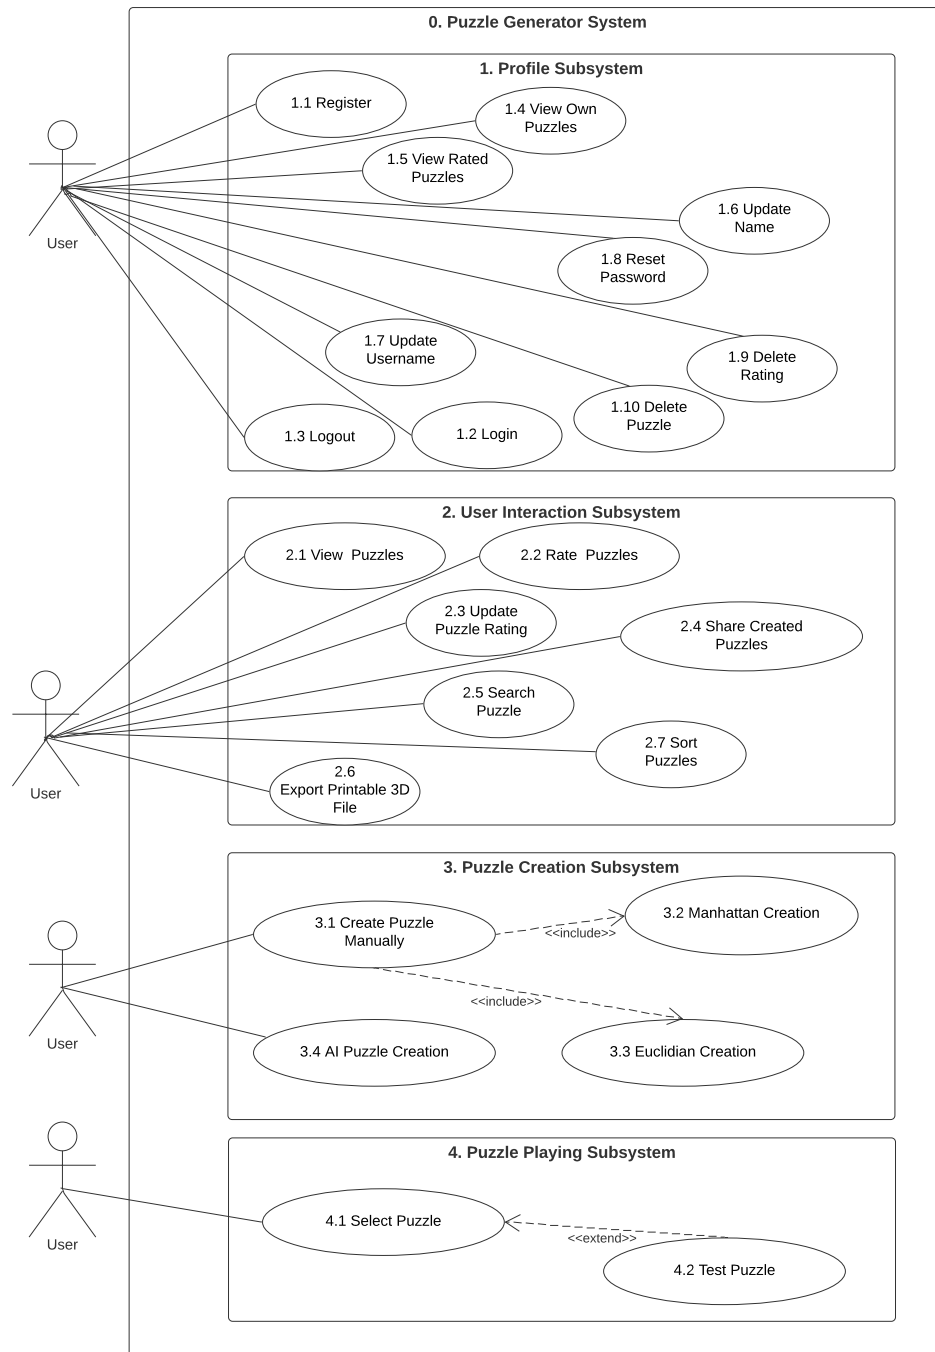 0. Puzzle Generator System
1. Profile Subsystem
1.1 Register
1.4 View Own
Puzzles
1.5 View Rated
Puzzles
1.6 Update
Name
User
1.8 Reset
Password
1.7 Update
Username
1.9 Delete
Rating
1.10 Delete
Puzzle
1.3 Logout
1.2 Login
2. User Interaction Subsystem
2.1 View  Puzzles
2.2 Rate  Puzzles
2.3 Update
Puzzle Rating
2.4 Share Created
Puzzles
2.5 Search
Puzzle
2.7 Sort
Puzzles
2.6
Export Printable 3D
File
User
3. Puzzle Creation Subsystem
3.1 Create Puzzle
Manually
3.2 Manhattan Creation
<<include>>
<<include>>
User
3.4 AI Puzzle Creation
3.3 Euclidian Creation
4. Puzzle Playing Subsystem
4.1 Select Puzzle
<<extend>>
User
4.2 Test Puzzle